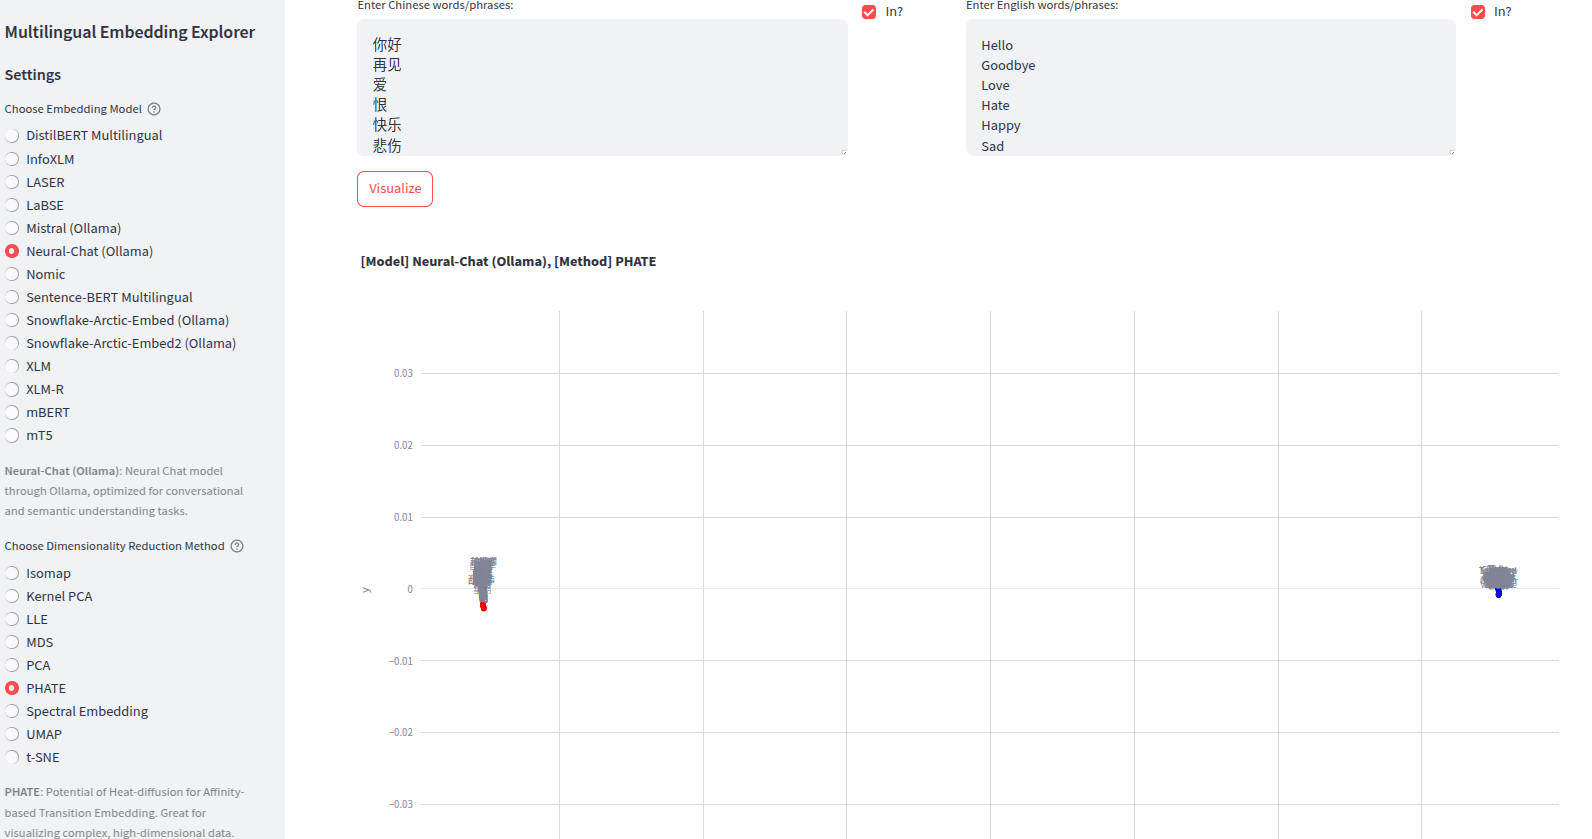 Multilingual Embedding Explorer
Settings
Choose Embedding Model
DistilBERT Multilingual
InfoXLM
LASER
LaBSE
Mistral (Ollama)
Neural-Chat (Ollama)
Nomic
Sentence-BERT Multilingual
Snowflake-Arctic-Embed (Ollama)
Snowflake-Arctic-Embed2 (Ollama)
XLM
XLM-R
mBERT
mT5
Neural-Chat (Ollama): Neural Chat model
through Ollama, optimized for conversational
and semantic understanding tasks.
Choose Dimensionality Reduction Method
Isomap
Kernel PCA
LLE
MDS
PCA
PHATE
Spectral Embedding
UMAP
t-SNE
PHATE: Potential of Heat-diffusion for Affinity-
based Transition Embedding. Great for
visualizing complex, high-dimensional data.
Enter Chinese words/phrases:
In?
你好
再见
爱
恨
快乐
悲伤
Enter English words/phrases:
In?
Hello
Goodbye
Love
Hate
Happy
Sad
Visualize
[Model] Neural-Chat (Ollama), [Method] PHATE
0.03
0.02
0.01
0
−0.01
−0.02
−0.03
y